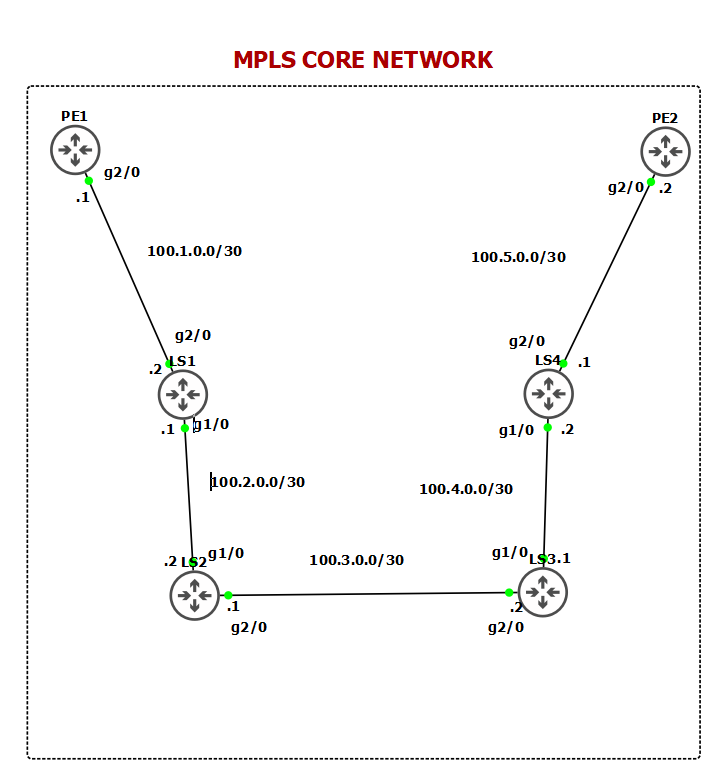 MPLS CORE NETWORK
PE1
PE2
g2/0
g2/0
.1
.2
100.1.0.0/30
100.5.0.0/30
g2/0
g2/0
.2
LS1
LS4
.1
.1
g1/0
g1/0
.2
100.2.0.0/30
100.4.0.0/30
.2
LS2
g1/0
100.3.0.0/30
g1/0
LS3
.1
.1
.2
g2/0
g2/0